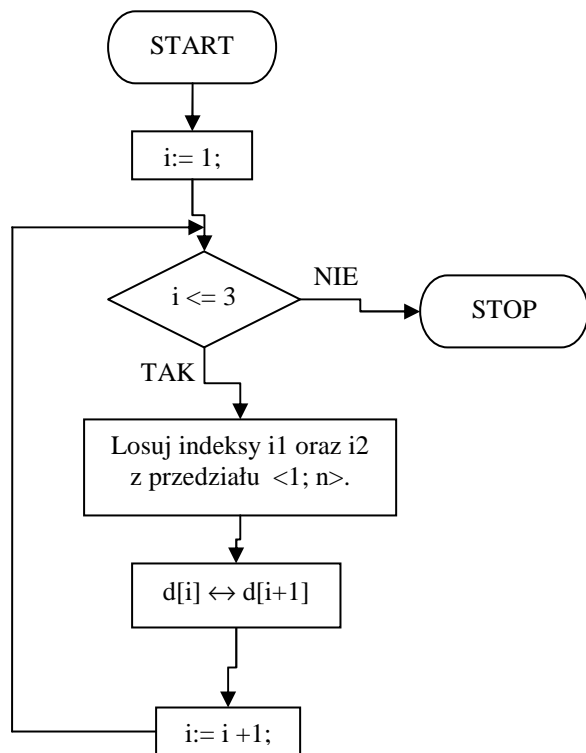 START
i:= 1;
i <= 3
NIE
STOP
TAK
Losuj indeksy i1 oraz i2
z przedziału <1; n>.
d[i] ↔ d[i+1]
i:= i +1;